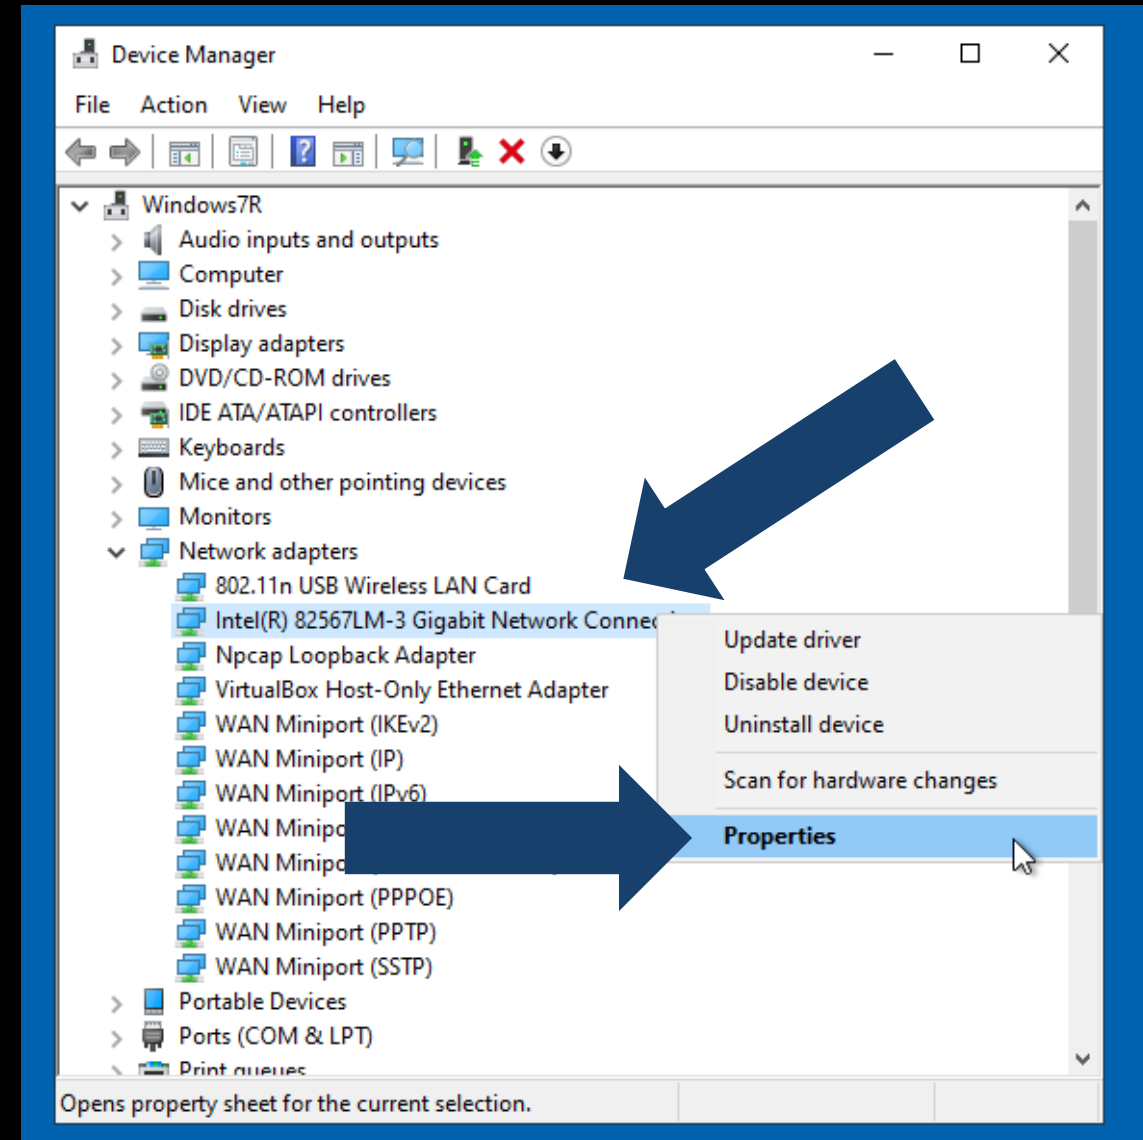 Device Manager
File Action View Help
Windows7R
Audio inputs and outputs
Computer
Disk drives
Display adapters
DVD/CD-ROM drives
IDE ATA/ATAPI controllers
Keyboards
Mice and other pointing devices
Monitors
Network adapters
802.11n USB Wireless LAN Card
Intel(R) 82567LM-3 Gigabit Network
Npcap Loopback Adapter
VirtualBox Host-Only Ethernet Adapter
WAN Miniport (IKEv2)
WAN Miniport (IP)
WAN Miniport (IPv6)
WAN
WAN
WAN Miniport (PPPOE)
WAN Miniport (PPTP)
WAN Miniport (SSTP)
Portable Devices
Ports (COM & LPT)
Print queues
Update driver
Disable device
Uninstall device
Scan for hardware changes
Properties
Opens property sheet for the current selection.